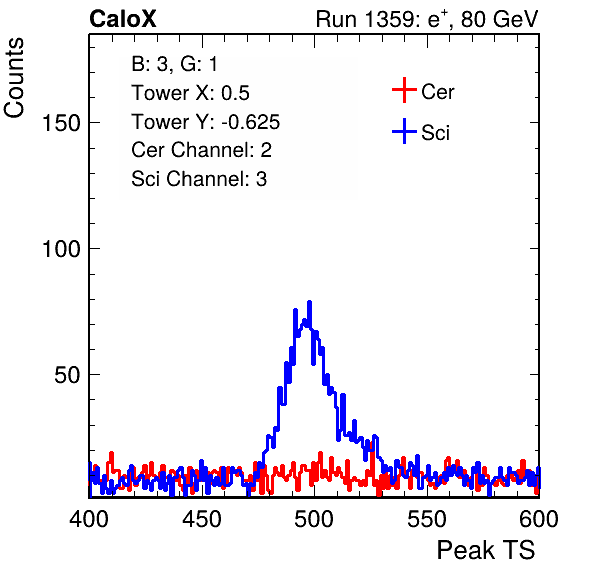 CaloX
Run 1359: e+, 80 GeV
Counts
B: 3, G: 1
Tower X: 0.5
Tower Y: -0.625
Cer Channel: 2
Sci Channel: 3
Cer
Sci
150
100
50
400 450 500 550 600
Peak TS